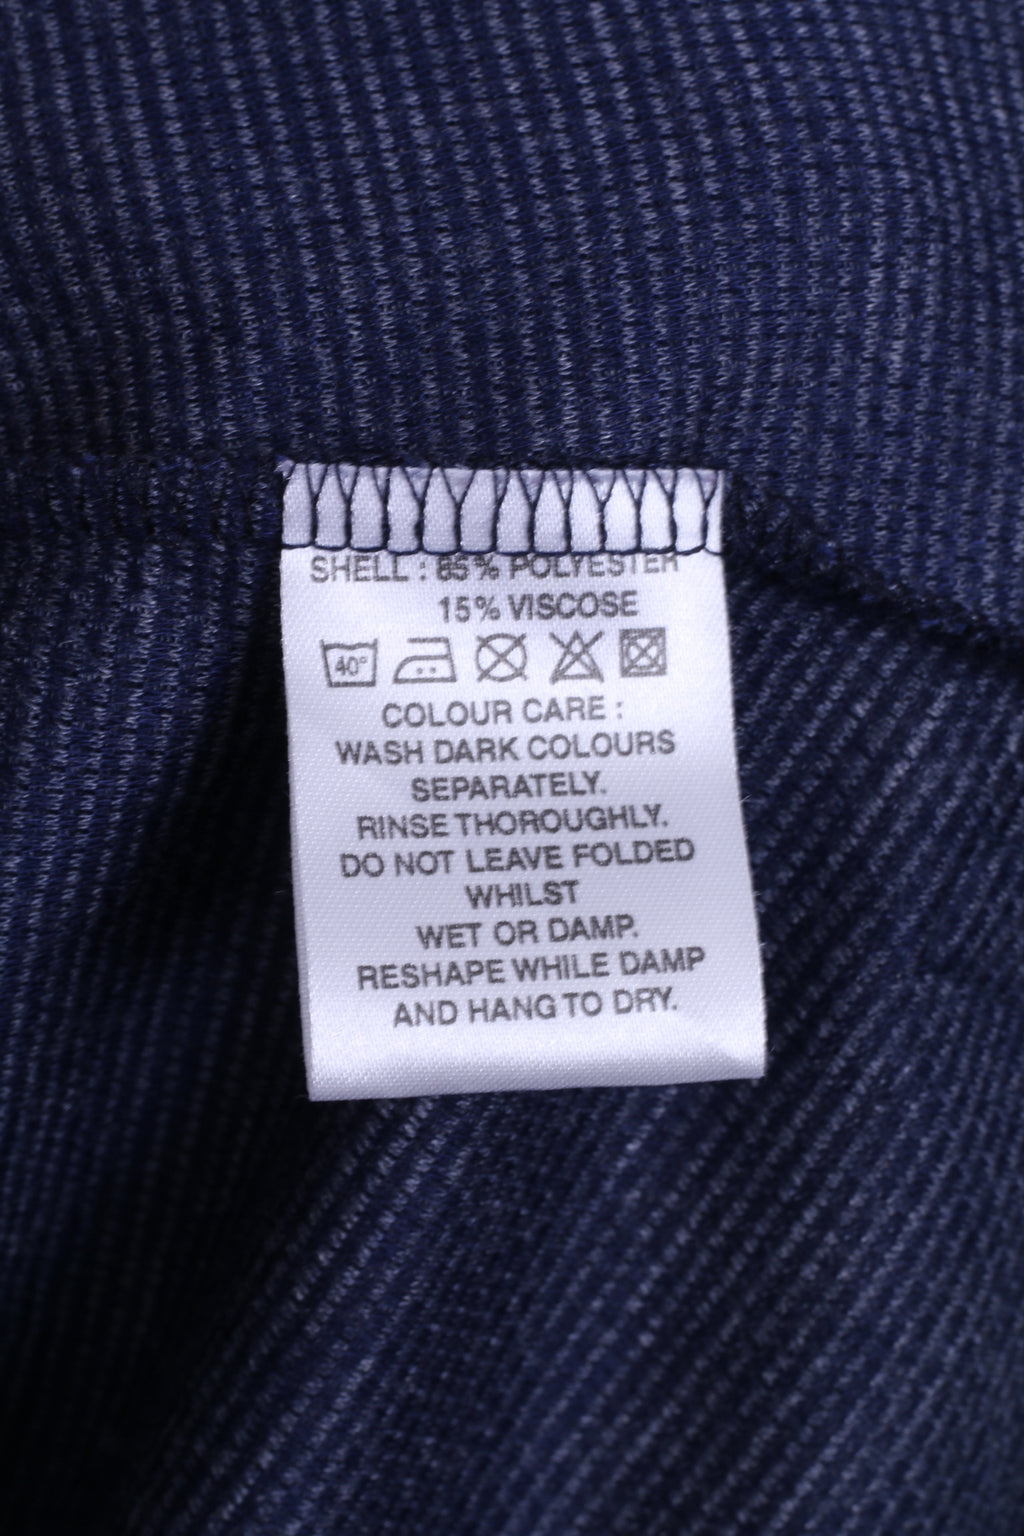 SHELL : 85% POLYESTER
15% VISCOSE
40°
COLOUR CARE :
WASH DARK COLOURS
SEPARATELY.
RINSE THOROUGHLY.
DO NOT LEAVE FOLDED
WHILST
WET OR DAMP.
RESHAPE WHILE DAMP
AND HANG TO DRY.